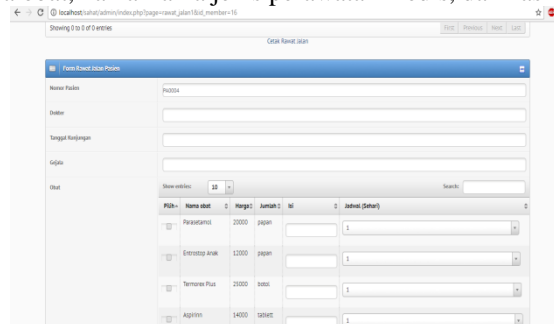 localhost/sahat/admin/index.php?page=rawat_jalan1&id_member=16
Showing 0 to 0 of 0 entries First Previous Next Last
Cetak Rawat Jalan
Form Rawat Jalan Pasien
Nomor Pasien
PW0004
Dokter
Tanggal Kunjungan
Gejala
Obat
Show entries: 10 Search:
Pilih Nama obat Harga Jumlah Isi Jadwal (Sehari)
Parasetamol 20000 papan 1
Entrostop Anak 12000 papan 1
Termorex Plus 25000 botol 1
Aspirinn 14000 tablett 1